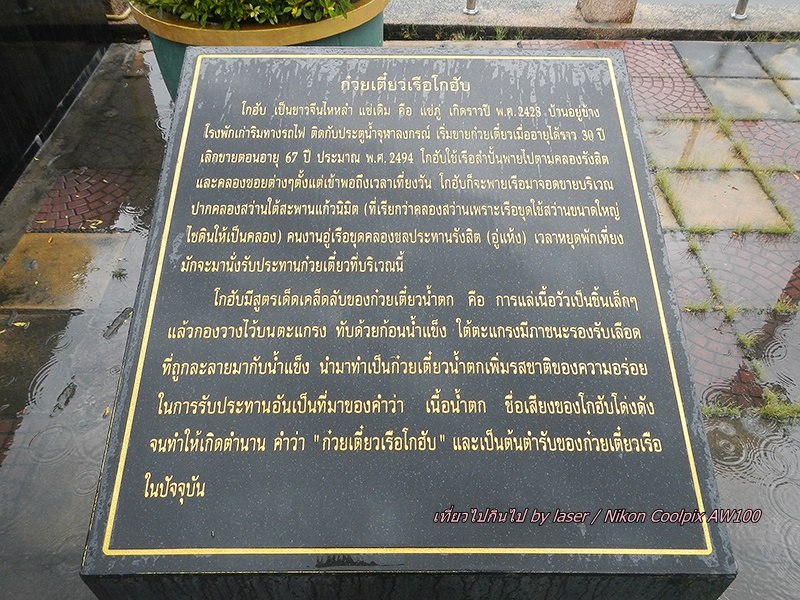 ก๋วยเตี๋ยวเรือโกฮับ
โกฮับ เป็นชาวจีนไหหลำ แซ่เดิม คือ แซ่ภู่ เกิดราวปี พ.ศ.2428 บ้านอยู่ข้าง
โรงพักเก่าริมทางรถไฟ ติดกับประตูน้ำจุฬาลงกรณ์ เริ่มขายก๋วยเตี๋ยวเนื้ออายุได้ราว 30 ปี
เลิกขายตอนอายุ 67 ปี ประมาณ พ.ศ.2494 โกฮับใช้เรือสำปั้นพายไปตามคลองรังสิต
และคลองซอยต่างๆตั้งแต่เช้าพอถึงเวลาเที่ยงวัน โกฮับก็จะพายเรือมาจอดขายบริเวณ
ปากคลองสว่านใต้สะพานแก้วนิมิต (ที่เรียกว่าคลองสว่านเพราะเรือขุดใช้สว่านขนาดใหญ่
ไชดินให้เป็นคลอง) คนงานอู่เรือขุดคลองชลประทานรังสิต (อู่แห้ง) เวลาหยุดพักเที่ยง
มักจะมานั่งรับประทานก๋วยเตี๋ยวที่บริเวณนี้
โกฮับมีสูตรเด็ดเคล็ดลับของก๋วยเตี๋ยวน้ำตก คือ การแล่เนื้อวัวเป็นชิ้นเล็กๆ
แล้วกองวางไว้บนตะแกรง ทับด้วยก้อนน้ำแข็ง ใต้ตะแกรงมีภาชนะรองรับเลือด
ที่ถูกละลายมากับน้ำแข็ง นำมาทำเป็นก๋วยเตี๋ยวน้ำตกเพิ่มรสชาติของความอร่อย
ในการรับประทานอันเป็นที่มาของคำว่า เนื้อน้ำตก ชื่อเสียงของโกฮับโด่งดัง
จนทำให้เกิดตำนาน คำว่า "ก๋วยเตี๋ยวเรือโกฮับ" และเป็นต้นตำรับของก๋วยเตี๋ยวเรือ
ในปัจจุบัน
เที่ยวไปกินไป by laser / Nikon Coolpix AW100